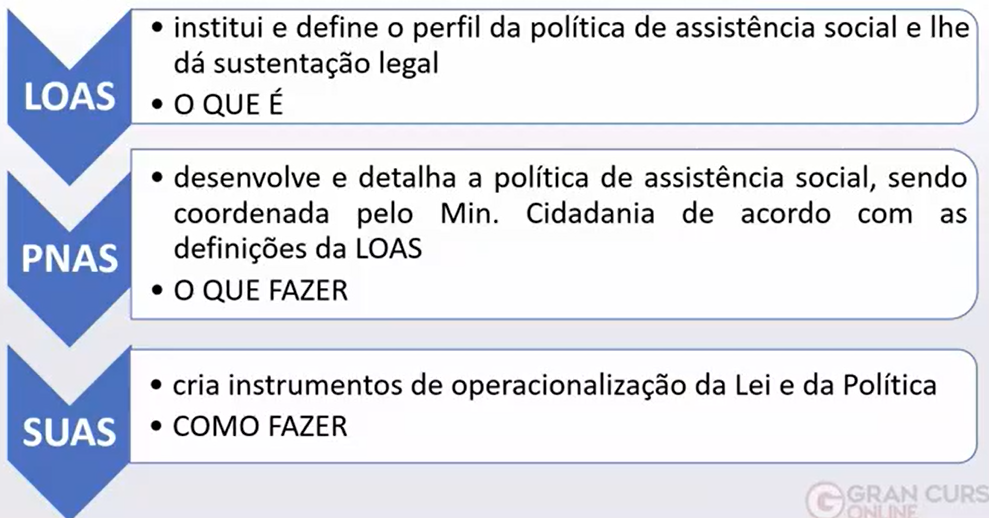 LOAS
• institui e define o perfil da política de assistência social e lhe
dá sustentação legal
• O QUE É
PNAS
• desenvolve e detalha a política de assistência social, sendo
coordenada pelo Min. Cidadania de acordo com as
definições da LOAS
• O QUE FAZER
SUAS
• cria instrumentos de operacionalização da Lei e da Política
• COMO FAZER
GRAN CURS
ONLINE